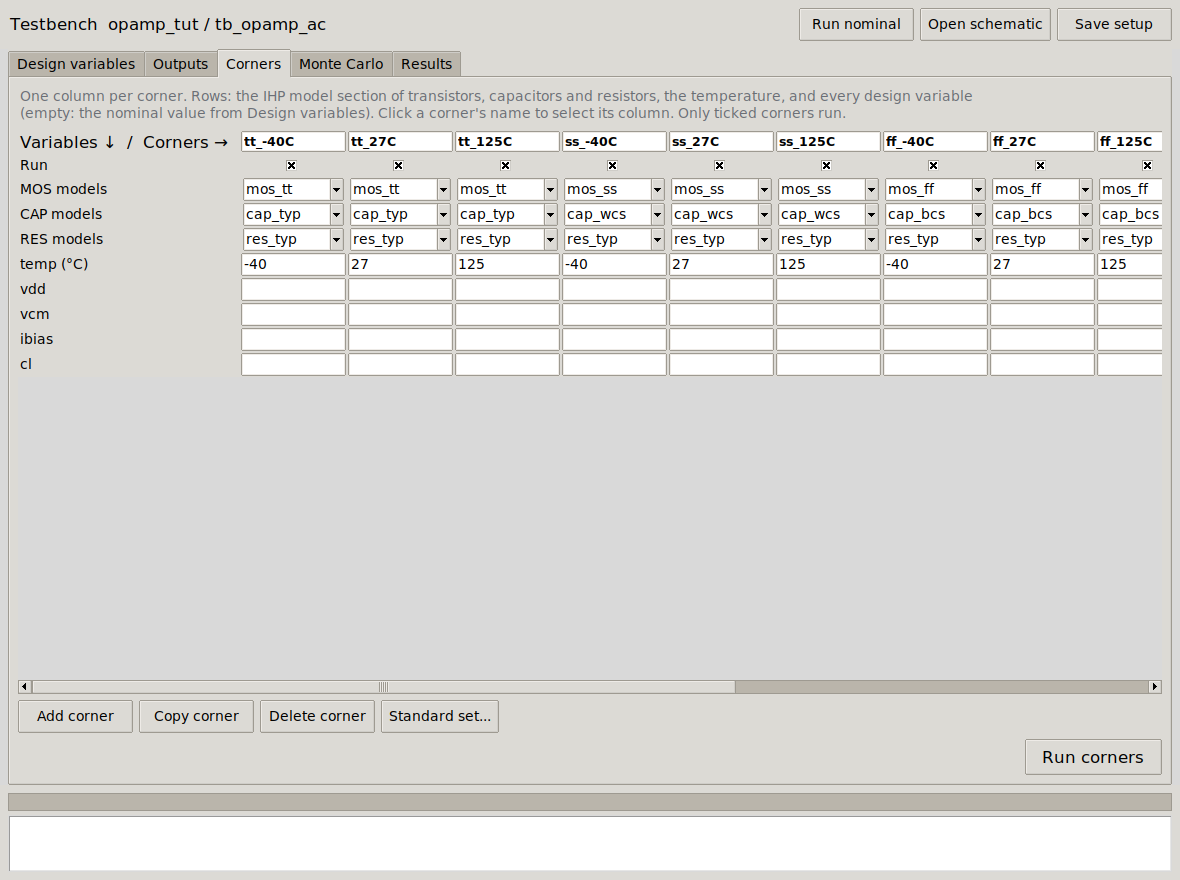 Testbench opamp_tut / tb_opamp_ac Run nominal Open schematic Save setup
Design variables Outputs Corners Monte Carlo Results
One column per corner. Rows: the IHP model section of transistors, capacitors and resistors, the temperature, and every design variable
(empty: the nominal value from Design variables). Click a corner's name to select its column. Only ticked corners run.
Variables ↓ / Corners → tt_-40C tt_27C tt_125C ss_-40C ss_27C ss_125C ff_-40C ff_27C ff_125C
Run
MOS models mos_tt mos_tt mos_tt mos_ss mos_ss mos_ss mos_ff mos_ff mos_ff
CAP models cap_typ cap_typ cap_typ cap_wcs cap_wcs cap_wcs cap_bcs cap_bcs cap_bcs
RES models res_typ res_typ res_typ res_typ res_typ res_typ res_typ res_typ res_typ
temp (°C) -40 27 125 -40 27 125 -40 27 125
vdd
vcm
ibias
cl
Add corner Copy corner Delete corner Standard set...
Run corners